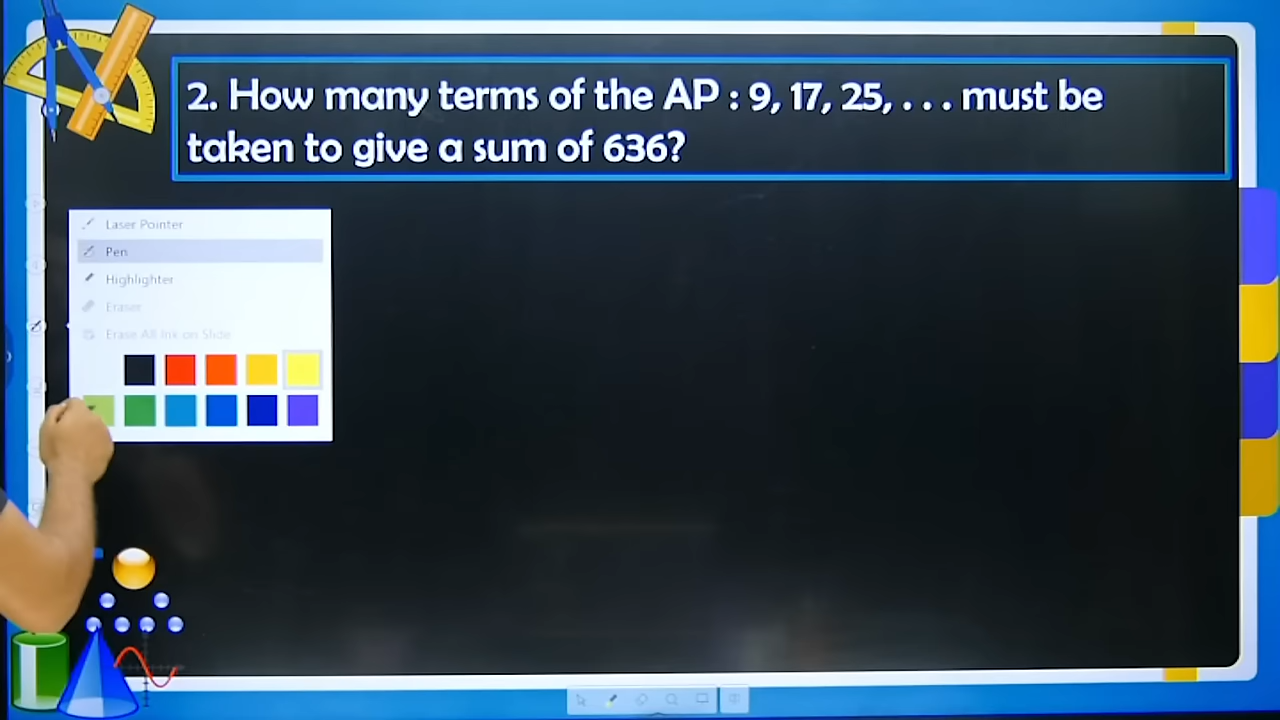 2. How many terms of the AP : 9, 17, 25, . . . must be
taken to give a sum of 636?
Laser Pointer
Pen
Highlighter
Eraser
Erase All Ink on Slide